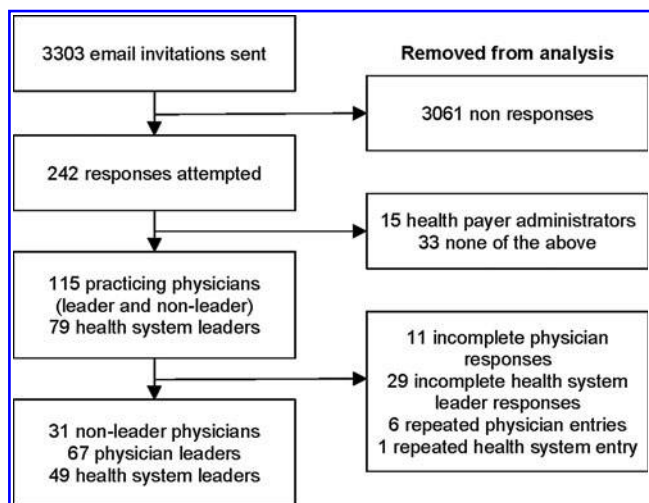 3303 email invitations sent
Removed from analysis
3061 non responses
242 responses attempted
15 health payer administrators
33 none of the above
115 practicing physicians
(leader and non-leader)
79 health system leaders
11 incomplete physician
responses
29 incomplete health system
leader responses
6 repeated physician entries
1 repeated health system entry
31 non-leader physicians
67 physician leaders
49 health system leaders